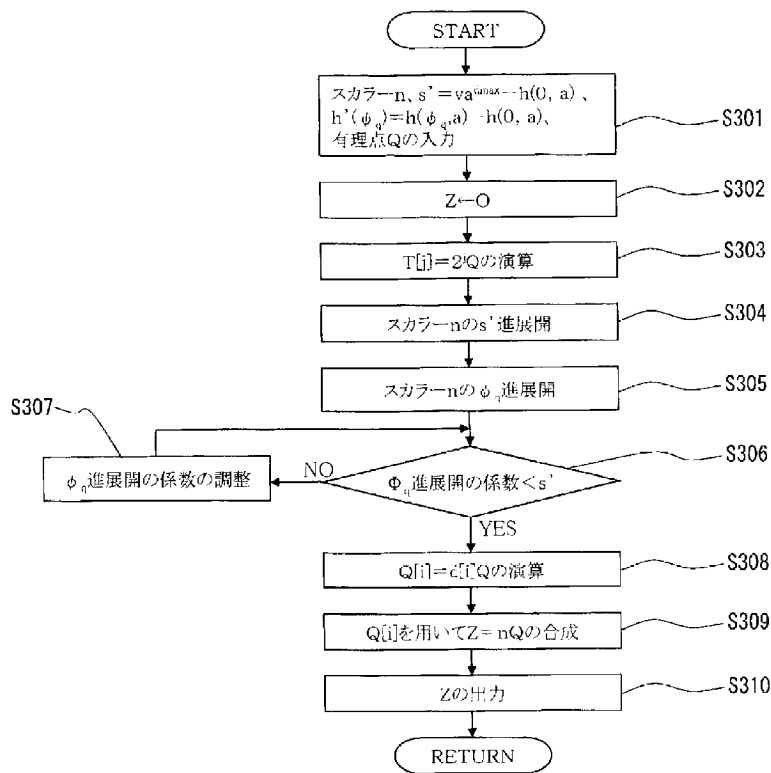 START
スカラーn、s'=va^dmax-h(0, a)、
h'(φq)=h(φq,a)-h(0, a)、
有理点Qの入力
S301
Z←O
S302
T[j]=2^jQの演算
S303
スカラーnのs'進展開
S304
スカラーnのφq進展開
S305
S307
φq進展開の係数の調整
NO
Φq進展開の係数<s'
S306
YES
Q[i]=c[i]Qの演算
S308
Q[i]を用いてZ=nQの合成
S309
Zの出力
S310
RETURN